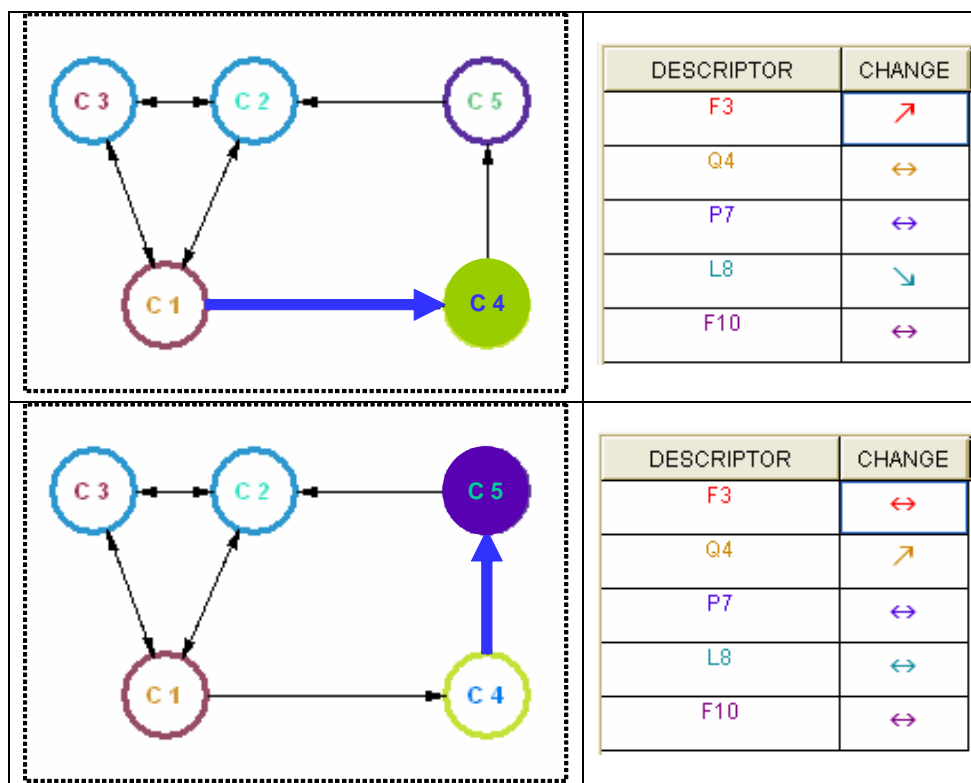 C 3 C 2 C 5
C 1 C 4
DESCRIPTOR CHANGE
F3 ↗
Q4 ↔
P7 ↔
L8 ↘
F10 ↔
C 3 C 2 C 5
C 1 C 4
DESCRIPTOR CHANGE
F3 ↔
Q4 ↗
P7 ↔
L8 ↔
F10 ↔